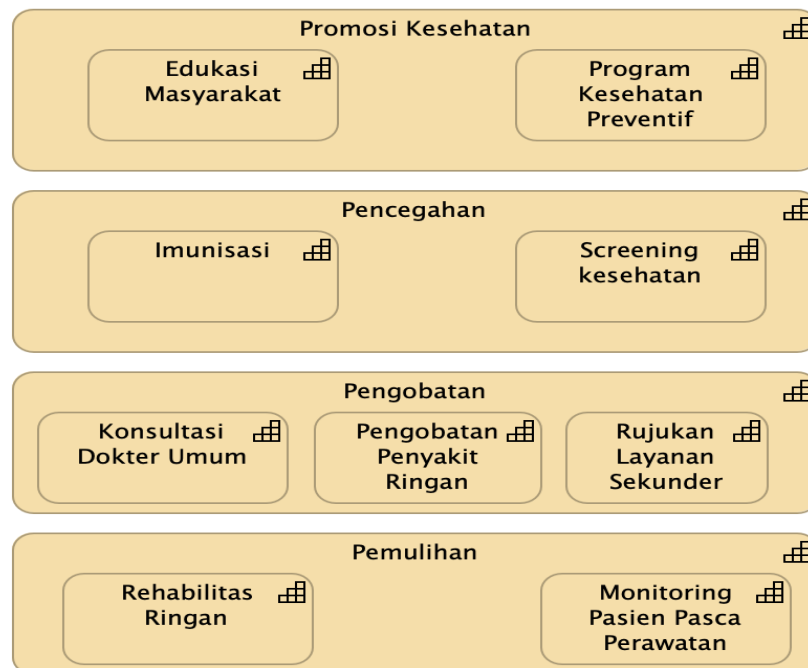 Promosi Kesehatan
Edukasi
Masyarakat
Program
Kesehatan
Preventif
Pencegahan
Imunisasi
Screening
kesehatan
Pengobatan
Konsultasi
Dokter Umum
Pengobatan
Penyakit
Ringan
Rujukan
Layanan
Sekunder
Pemulihan
Rehabilitas
Ringan
Monitoring
Pasien Pasca
Perawatan